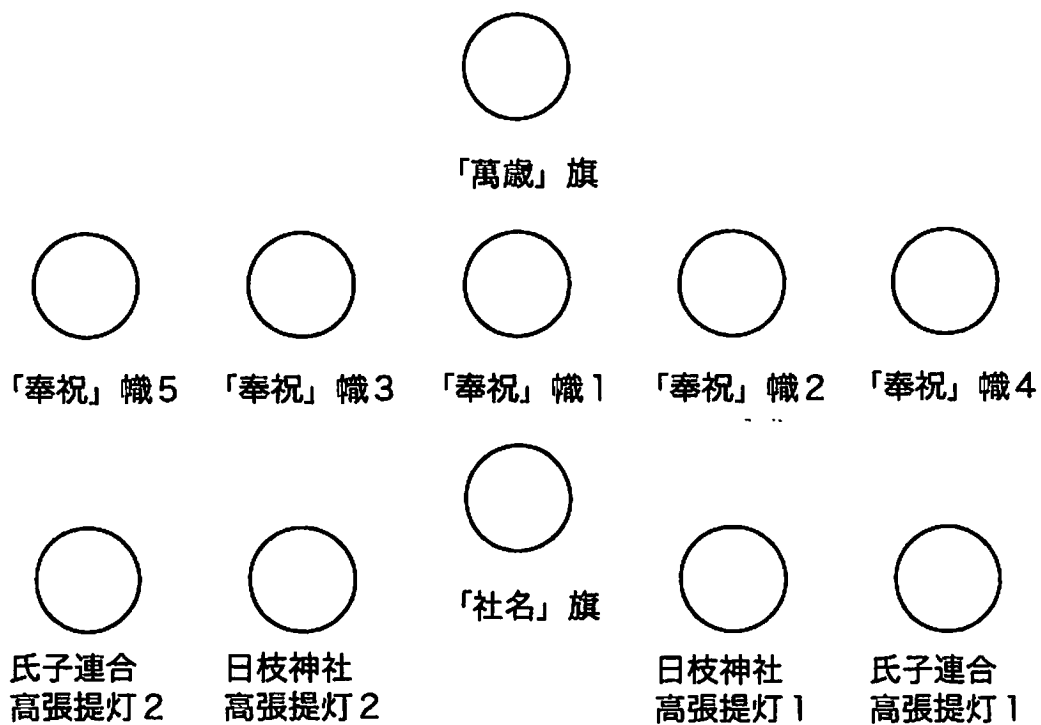 「萬歳」旗
「奉祝」幟5
「奉祝」幟3
「奉祝」幟1
「奉祝」幟2
「奉祝」幟4
「社名」旗
氏子連合
高張提灯2
日枝神社
高張提灯2
日枝神社
高張提灯1
氏子連合
高張提灯1